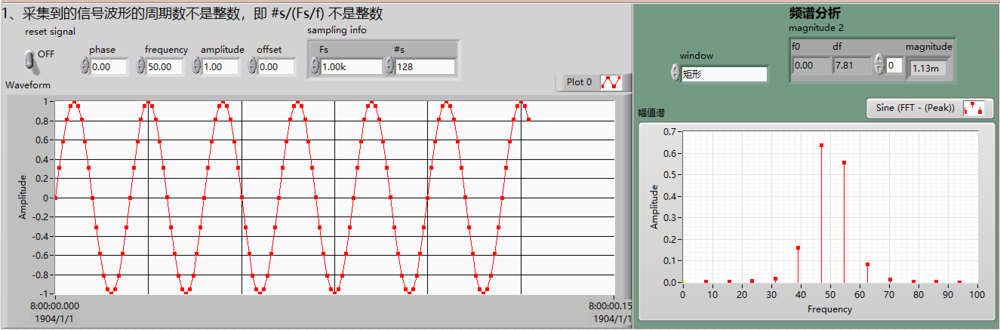 1、采集到的信号波形的周期数不是整数，即 #s/(Fs/f) 不是整数
reset signal
OFF
phase
0.00
frequency
50.00
amplitude
1.00
offset
0.00
sampling info
Fs
1.00k
#s
128
Waveform
Plot 0
Amplitude
1
0.8
0.6
0.4
0.2
0
-0.2
-0.4
-0.6
-0.8
-1
8:00:00.000
1904/1/1
8:00:00.15
1904/1/1
频谱分析
magnitude 2
window
矩形
f0
0.00
df
7.81
0
magnitude
1.13m
幅值谱
Sine (FFT - (Peak))
Amplitude
0.7
0.6
0.5
0.4
0.3
0.2
0.1
0.0
0 10 20 30 40 50 60 70 80 90 100
Frequency